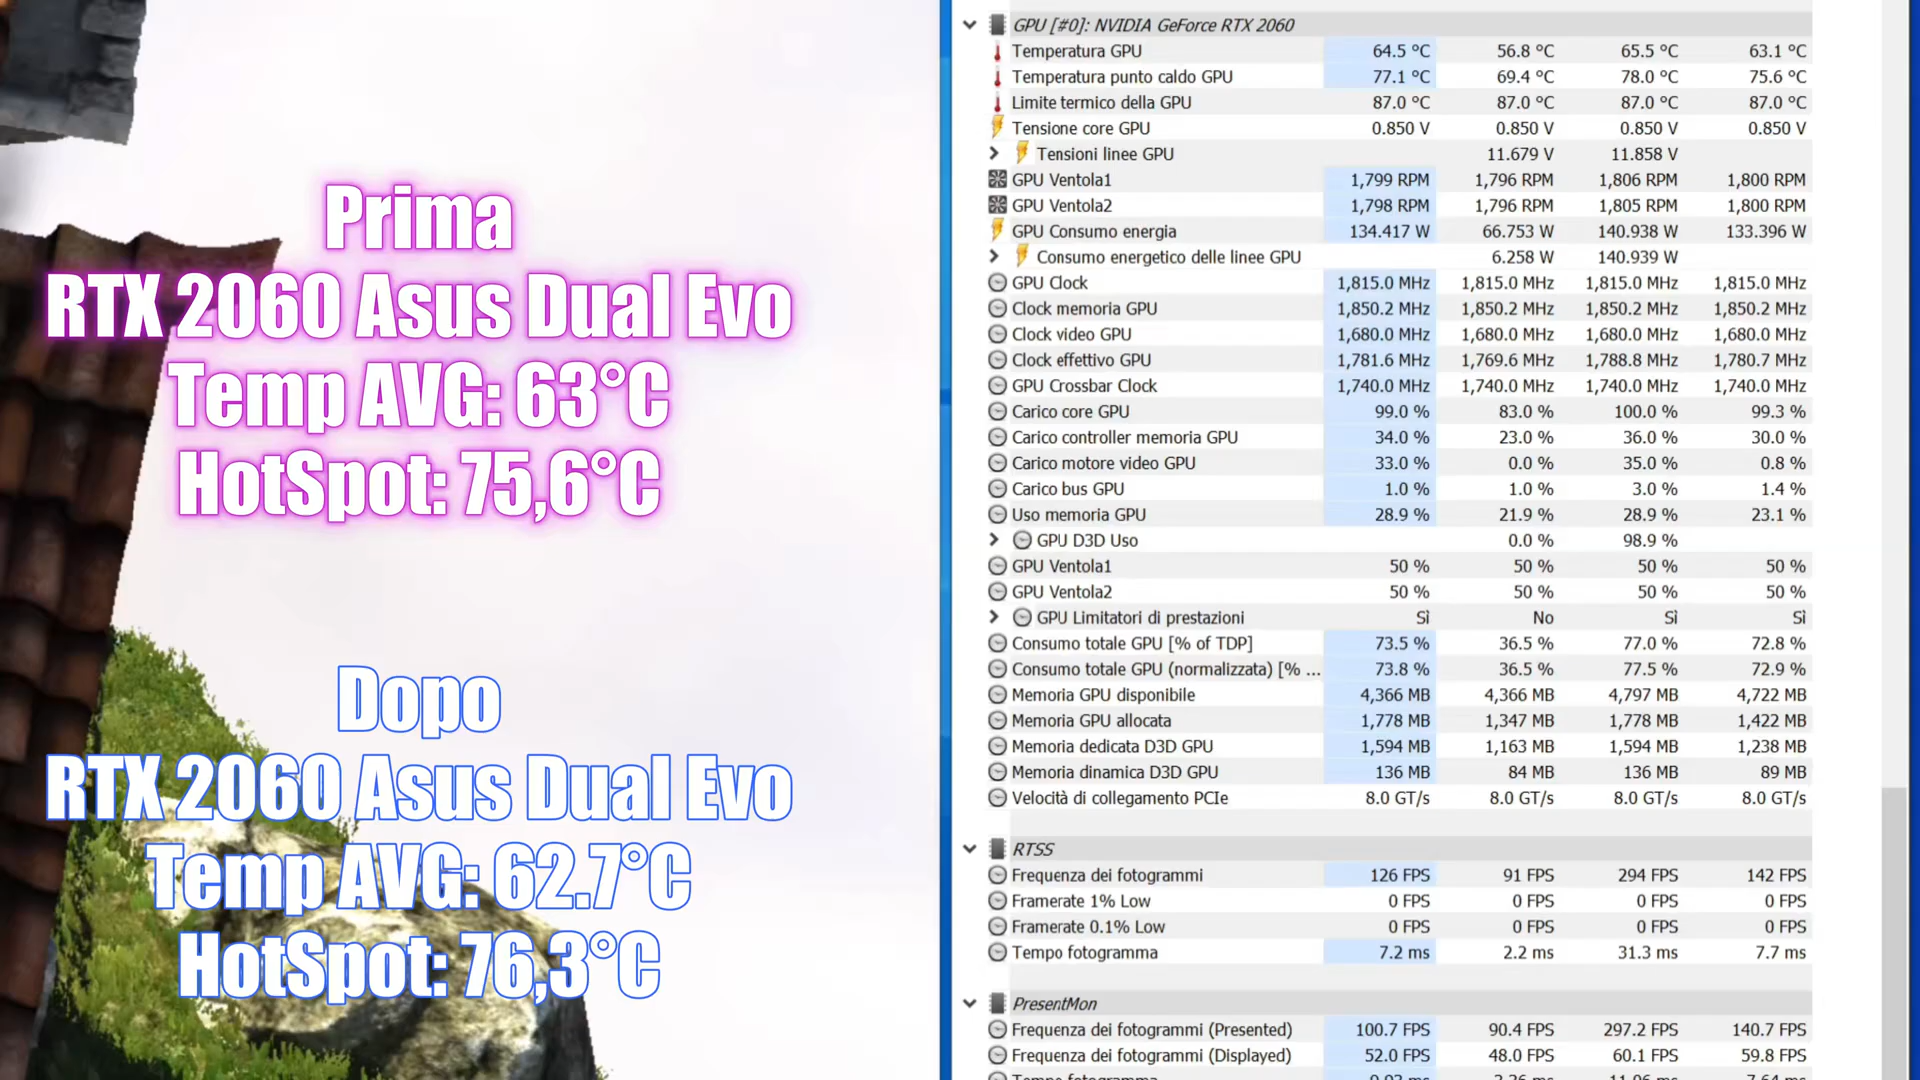 Prima
RTX 2060 Asus Dual Evo
Temp AVG: 63°C
HotSpot: 75,6°C
Dopo
RTX 2060 Asus Dual Evo
Temp AVG: 62.7°C
HotSpot: 76,3°C
GPU [#0]: NVIDIA GeForce RTX 2060
Temperatura GPU 64.5 °C 56.8 °C 65.5 °C 63.1 °C
Temperatura punto caldo GPU 77.1 °C 69.4 °C 78.0 °C 75.6 °C
Limite termico della GPU 87.0 °C 87.0 °C 87.0 °C 87.0 °C
Tensione core GPU 0.850 V 0.850 V 0.850 V 0.850 V
Tensioni linee GPU 11.679 V 11.858 V
GPU Ventola1 1,799 RPM 1,796 RPM 1,806 RPM 1,800 RPM
GPU Ventola2 1,798 RPM 1,796 RPM 1,805 RPM 1,800 RPM
GPU Consumo energia 134.417 W 66.753 W 140.938 W 133.396 W
Consumo energetico delle linee GPU 6.258 W 140.939 W
GPU Clock 1,815.0 MHz 1,815.0 MHz 1,815.0 MHz 1,815.0 MHz
Clock memoria GPU 1,850.2 MHz 1,850.2 MHz 1,850.2 MHz 1,850.2 MHz
Clock video GPU 1,680.0 MHz 1,680.0 MHz 1,680.0 MHz 1,680.0 MHz
Clock effettivo GPU 1,781.6 MHz 1,769.6 MHz 1,788.8 MHz 1,780.7 MHz
GPU Crossbar Clock 1,740.0 MHz 1,740.0 MHz 1,740.0 MHz 1,740.0 MHz
Carico core GPU 99.0 % 83.0 % 100.0 % 99.3 %
Carico controller memoria GPU 34.0 % 23.0 % 36.0 % 30.0 %
Carico motore video GPU 33.0 % 0.0 % 35.0 % 0.8 %
Carico bus GPU 1.0 % 1.0 % 3.0 % 1.4 %
Uso memoria GPU 28.9 % 21.9 % 28.9 % 23.1 %
GPU D3D Uso 0.0 % 98.9 %
GPU Ventola1 50 % 50 % 50 % 50 %
GPU Ventola2 50 % 50 % 50 % 50 %
GPU Limitatori di prestazioni Sì No Sì Sì
Consumo totale GPU [% of TDP] 73.5 % 36.5 % 77.0 % 72.8 %
Consumo totale GPU (normalizzata) [% ... 73.8 % 36.5 % 77.5 % 72.9 %
Memoria GPU disponibile 4,366 MB 4,366 MB 4,797 MB 4,722 MB
Memoria GPU allocata 1,778 MB 1,347 MB 1,778 MB 1,422 MB
Memoria dedicata D3D GPU 1,594 MB 1,163 MB 1,594 MB 1,238 MB
Memoria dinamica D3D GPU 136 MB 84 MB 136 MB 89 MB
Velocità di collegamento PCIe 8.0 GT/s 8.0 GT/s 8.0 GT/s 8.0 GT/s
RTSS
Frequenza dei fotogrammi 126 FPS 91 FPS 294 FPS 142 FPS
Framerate 1% Low 0 FPS 0 FPS 0 FPS 0 FPS
Framerate 0.1% Low 0 FPS 0 FPS 0 FPS 0 FPS
Tempo fotogramma 7.2 ms 2.2 ms 31.3 ms 7.7 ms
PresentMon
Frequenza dei fotogrammi (Presented) 100.7 FPS 90.4 FPS 297.2 FPS 140.7 FPS
Frequenza dei fotogrammi (Displayed) 52.0 FPS 48.0 FPS 60.1 FPS 59.8 FPS